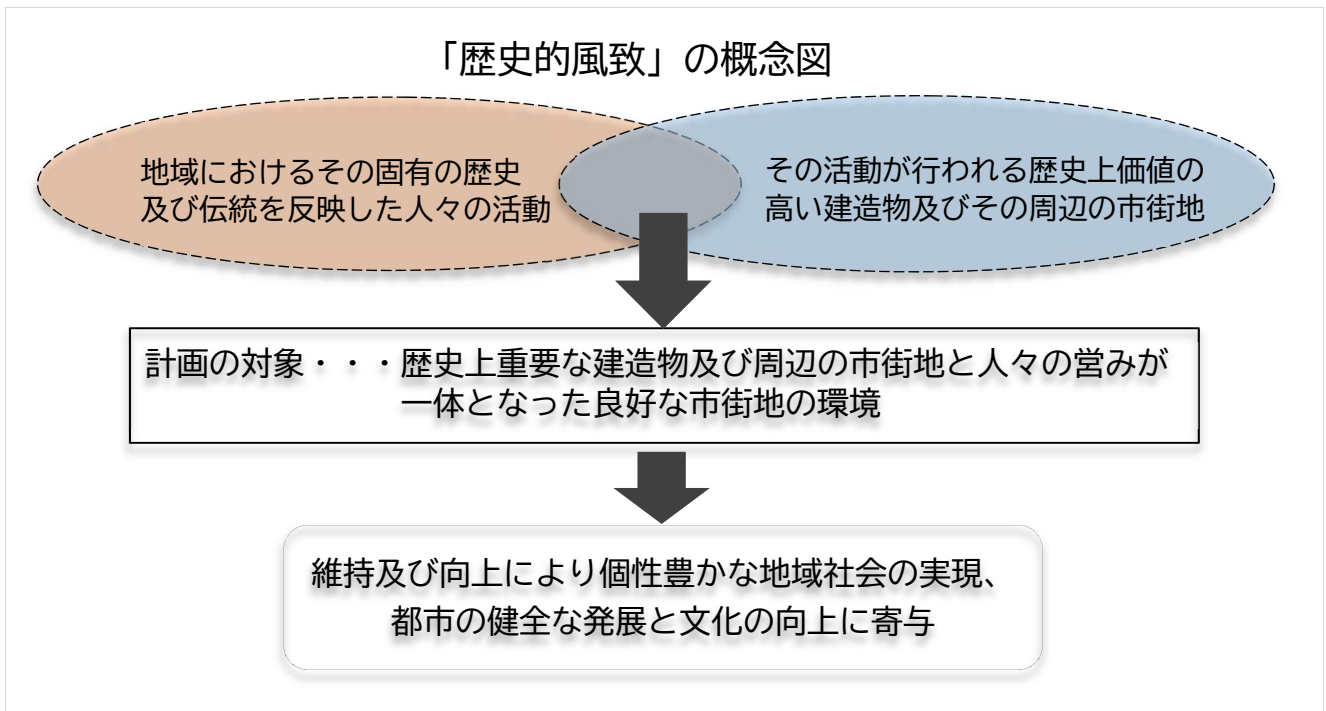 「歴史的風致」の概念図
地域におけるその固有の歴史
及び伝統を反映した人々の活動
その活動が行われる歴史上価値の
高い建造物及びその周辺の市街地
計画の対象・・・歴史上重要な建造物及び周辺の市街地と人々の営みが
一体となった良好な市街地の環境
維持及び向上により個性豊かな地域社会の実現、
都市の健全な発展と文化の向上に寄与